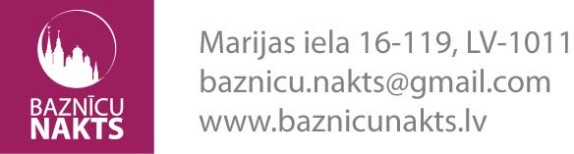 BAZNĪCU
NAKTS
Marijas iela 16-119, LV-1011
baznicu.nakts@gmail.com
www.baznicunakts.lv